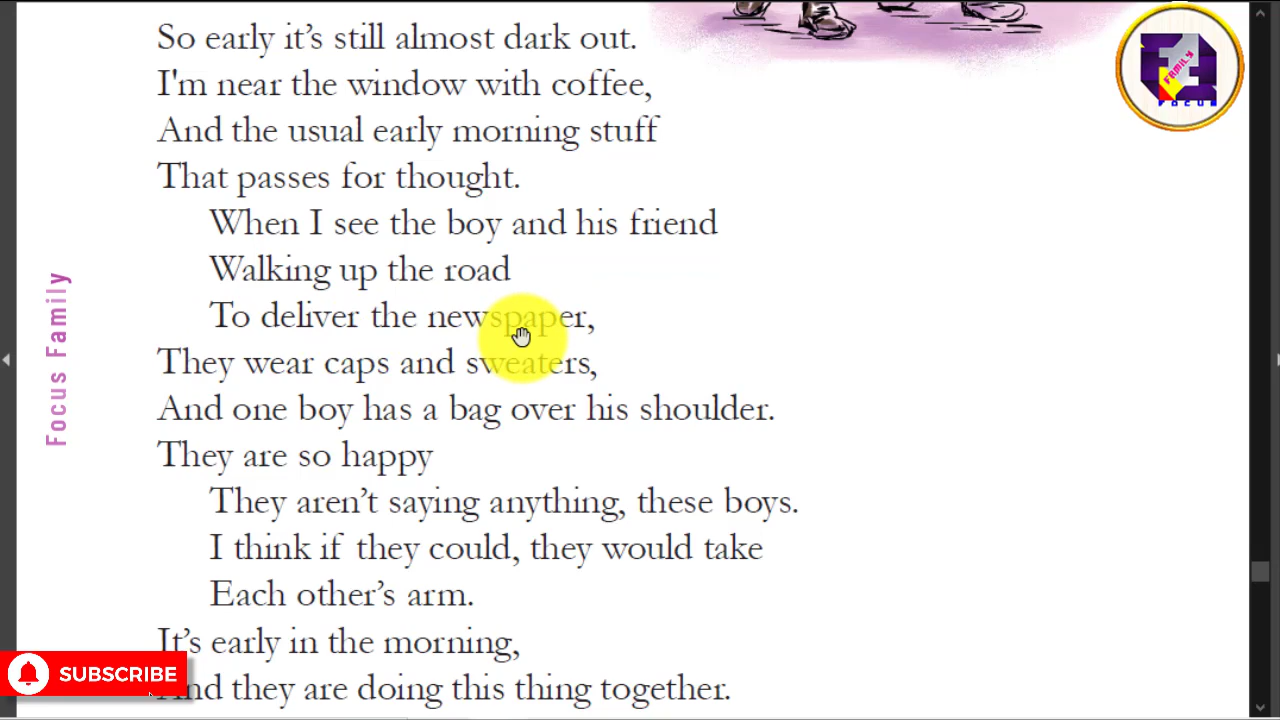 So early it's still almost dark out.
I'm near the window with coffee,
And the usual early morning stuff
That passes for thought.
When I see the boy and his friend
Walking up the road
To deliver the newspaper,
They wear caps and sweaters,
And one boy has a bag over his shoulder.
They are so happy
They aren't saying anything, these boys.
I think if they could, they would take
Each other's arm.
It's early in the morning,
And they are doing this thing together.
Focus Family
SUBSCRIBE
FAMILY
FOCUS